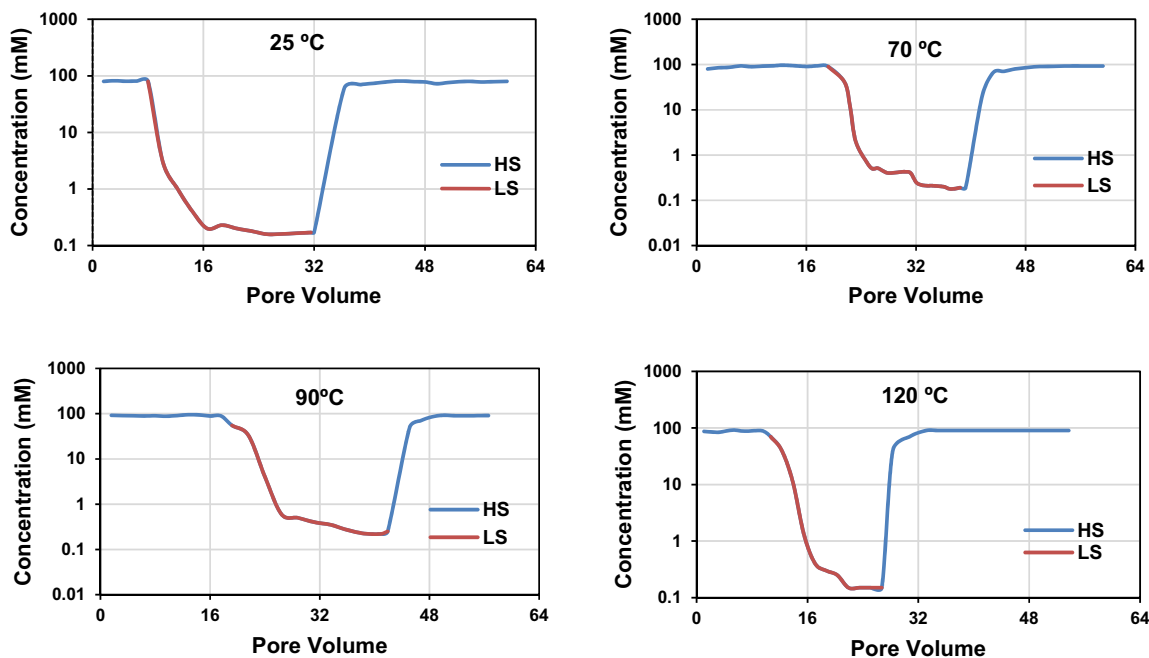 25 ºC
Concentration (mM)
1000
100
10
1
0.1
0 16 32 48 64
Pore Volume
HS
LS
70 ºC
Concentration (mM)
1000
100
10
1
0.1
0.01
0 16 32 48 64
Pore Volume
HS
LS
90ºC
Concentration (mM)
1000
100
10
1
0.1
0.01
0 16 32 48 64
Pore Volume
HS
LS
120 ºC
Concentration (mM)
1000
100
10
1
0.1
0 16 32 48 64
Pore Volume
HS
LS